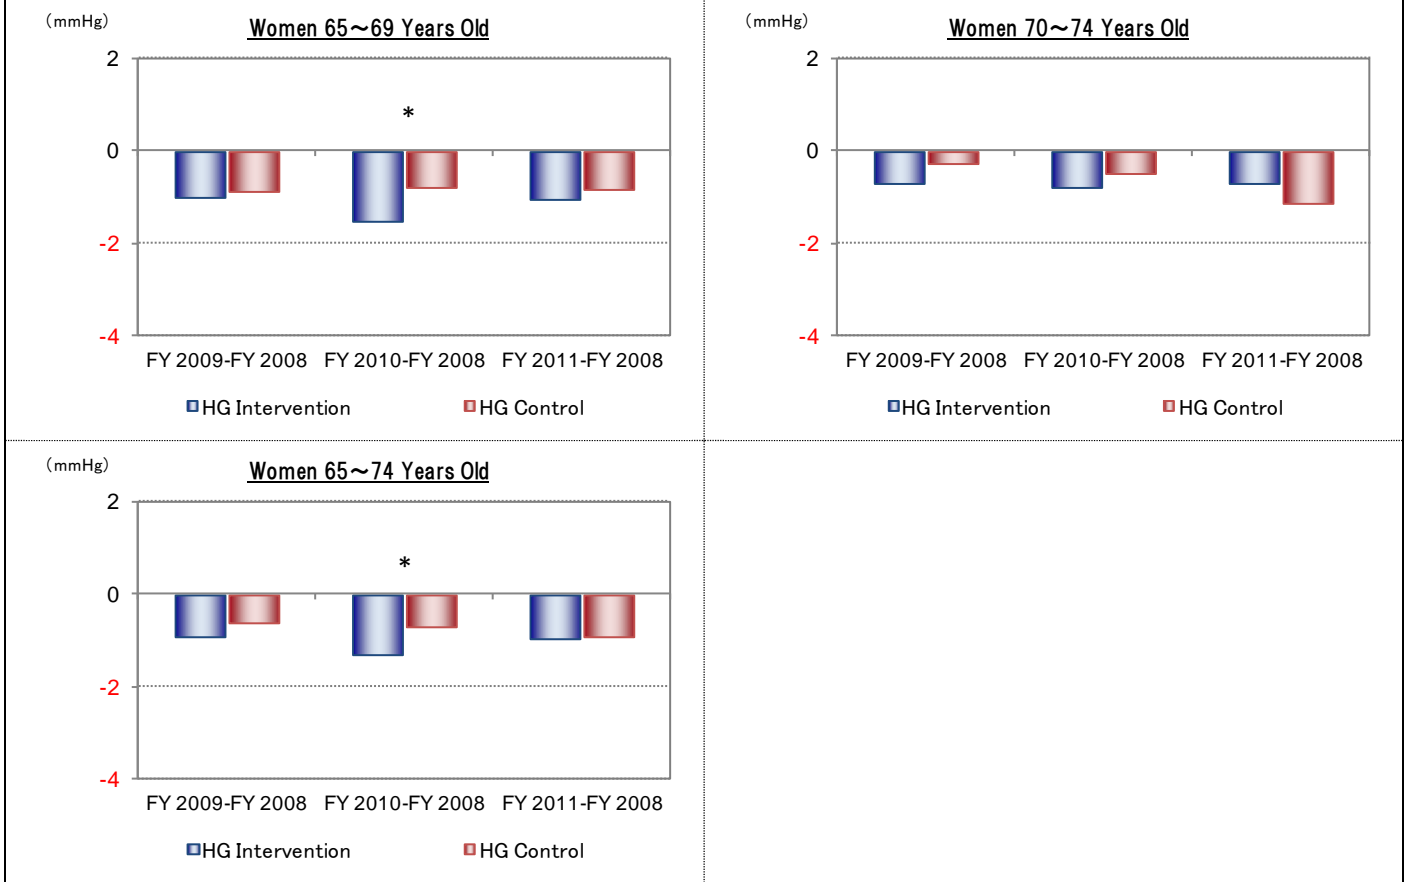 (mmHg)
Women 65～69 Years Old
2
*
0
-2
-4
FY 2009-FY 2008 FY 2010-FY 2008 FY 2011-FY 2008
HG Intervention HG Control
(mmHg)
Women 70～74 Years Old
2
0
-2
-4
FY 2009-FY 2008 FY 2010-FY 2008 FY 2011-FY 2008
HG Intervention HG Control
(mmHg)
Women 65～74 Years Old
2
*
0
-2
-4
FY 2009-FY 2008 FY 2010-FY 2008 FY 2011-FY 2008
HG Intervention HG Control